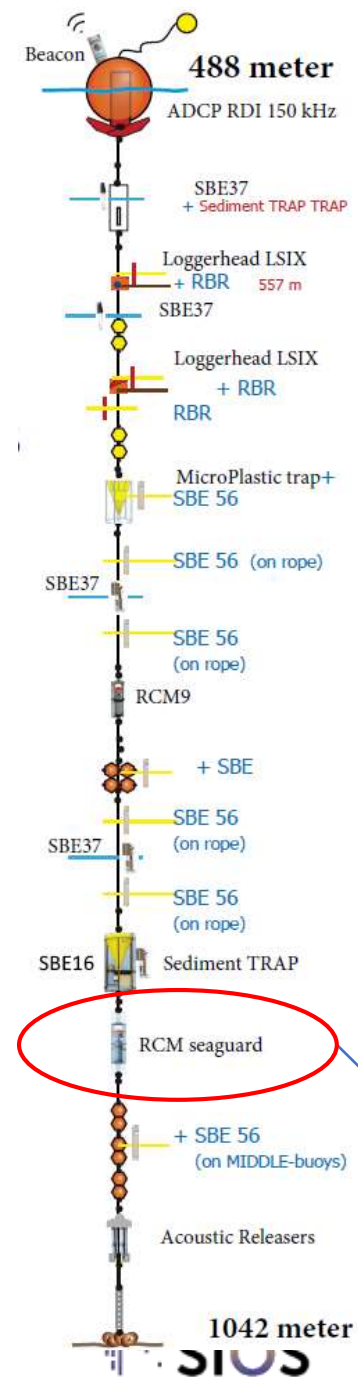 Beacon
488 meter
ADCP RDI 150 kHz
SBE37
+ Sediment TRAP TRAP
Loggerhead LSIX
+ RBR 557 m
SBE37
Loggerhead LSIX
+ RBR
RBR
MicroPlastic trap+
SBE 56
SBE 56 (on rope)
SBE37
SBE 56
(on rope)
RCM9
+ SBE
SBE 56
(on rope)
SBE37
SBE 56
(on rope)
SBE16 Sediment TRAP
RCM seaguard
+ SBE 56
(on MIDDLE-buoys)
Acoustic Releasers
1042 meter
SIOS